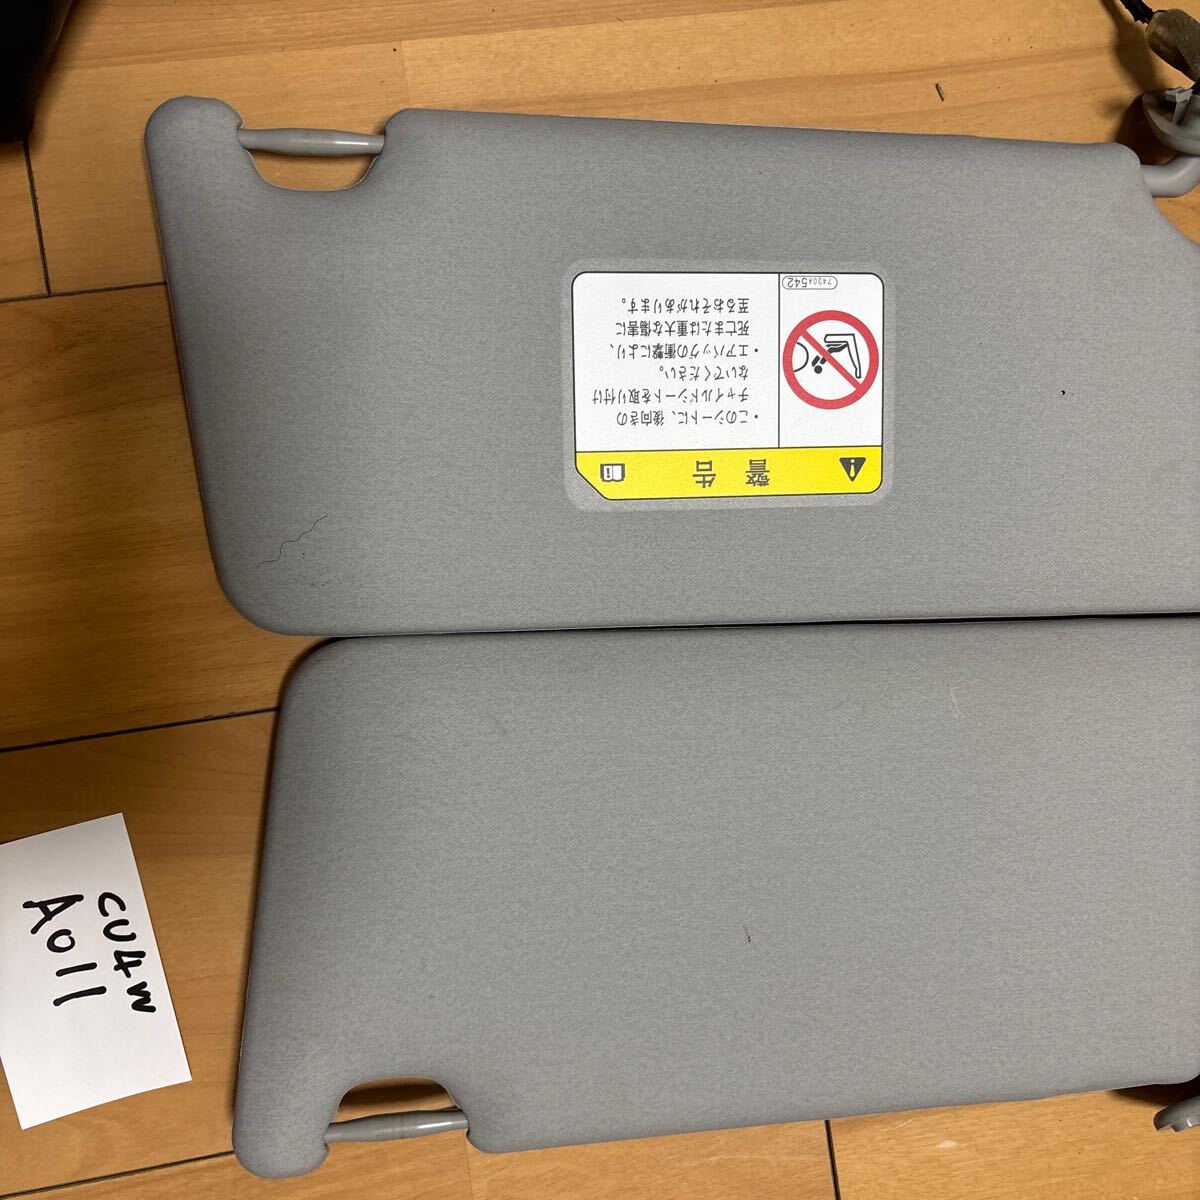 警告
・このシートに、後向きの
チャイルドシートを取り付け
ないでください。
・エアバッグの衝撃により、
死亡または重大な傷害に
至るおそれがあります。
7430A542
CU4W
A011